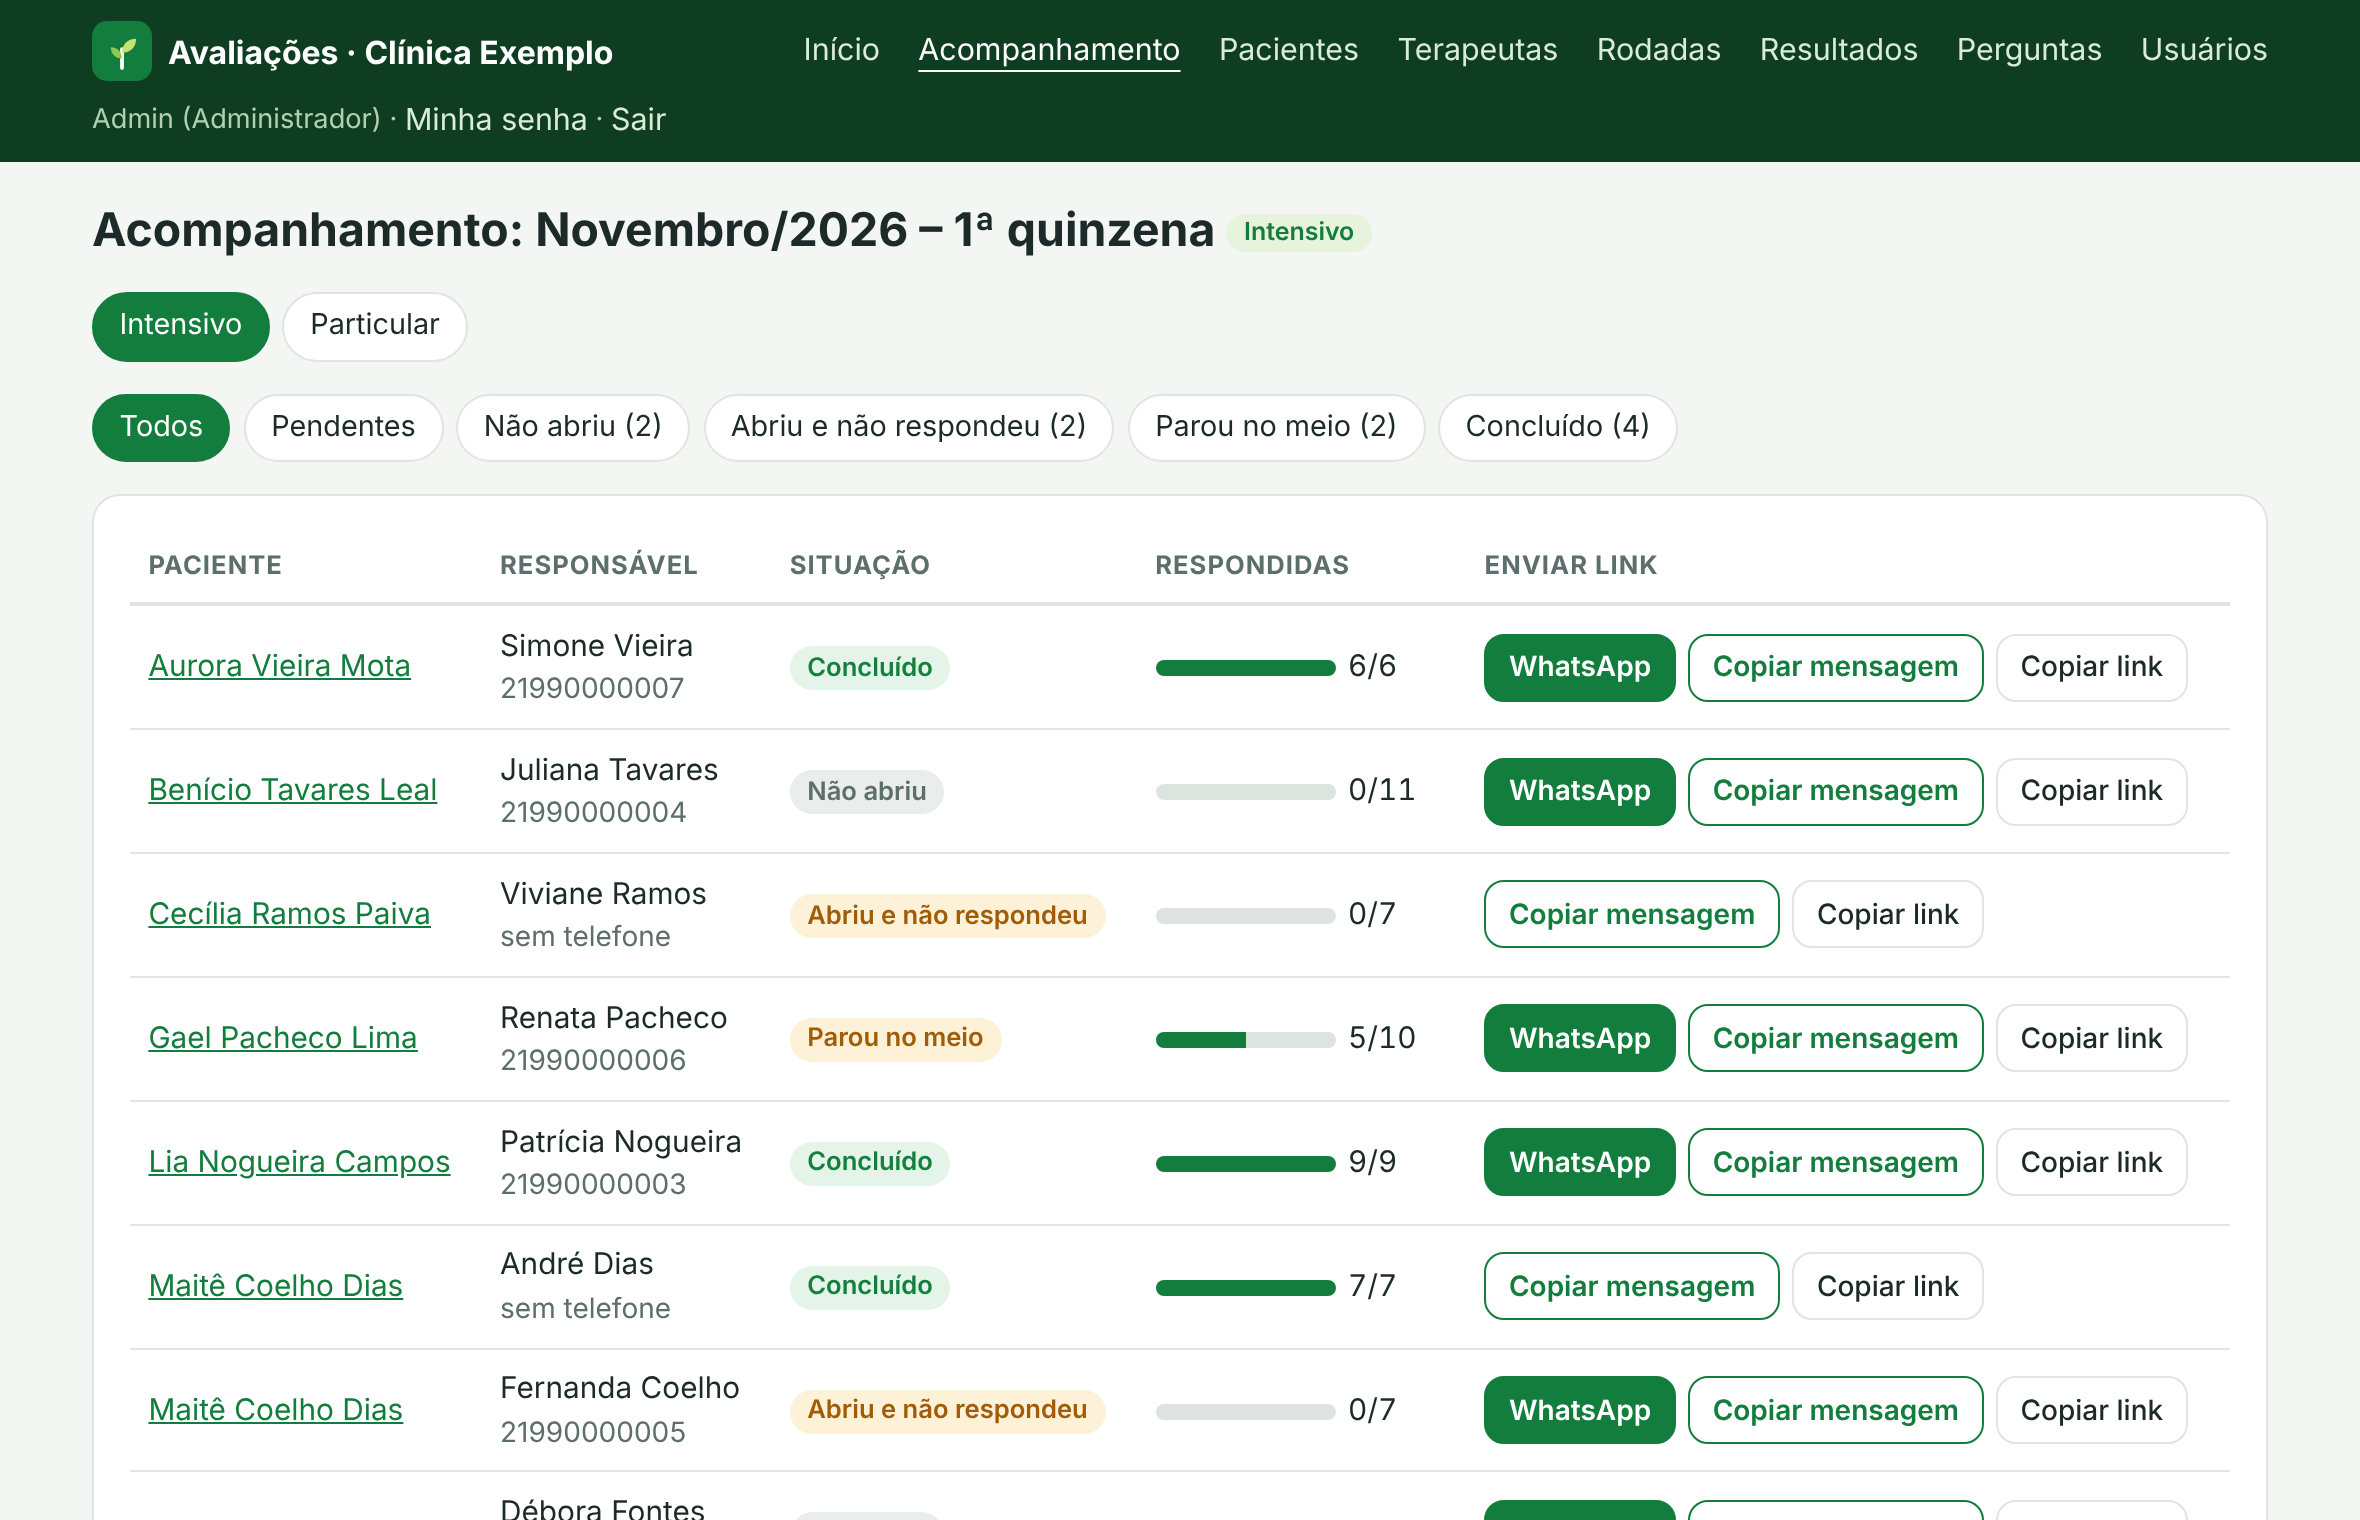 Avaliações · Clínica Exemplo
Início Acompanhamento Pacientes Terapeutas Rodadas Resultados Perguntas Usuários
Admin (Administrador) · Minha senha · Sair
Acompanhamento: Novembro/2026 – 1ª quinzena Intensivo
Intensivo Particular
Todos Pendentes Não abriu (2) Abriu e não respondeu (2) Parou no meio (2) Concluído (4)
PACIENTE RESPONSÁVEL SITUAÇÃO RESPONDIDAS ENVIAR LINK
Aurora Vieira Mota Simone Vieira Concluído 6/6 WhatsApp Copiar mensagem Copiar link
21990000007
Benício Tavares Leal Juliana Tavares Não abriu 0/11 WhatsApp Copiar mensagem Copiar link
21990000004
Cecília Ramos Paiva Viviane Ramos Abriu e não respondeu 0/7 Copiar mensagem Copiar link
sem telefone
Gael Pacheco Lima Renata Pacheco Parou no meio 5/10 WhatsApp Copiar mensagem Copiar link
21990000006
Lia Nogueira Campos Patrícia Nogueira Concluído 9/9 WhatsApp Copiar mensagem Copiar link
21990000003
Maitê Coelho Dias André Dias Concluído 7/7 Copiar mensagem Copiar link
sem telefone
Maitê Coelho Dias Fernanda Coelho Abriu e não respondeu 0/7 WhatsApp Copiar mensagem Copiar link
21990000005
Débora Fontes